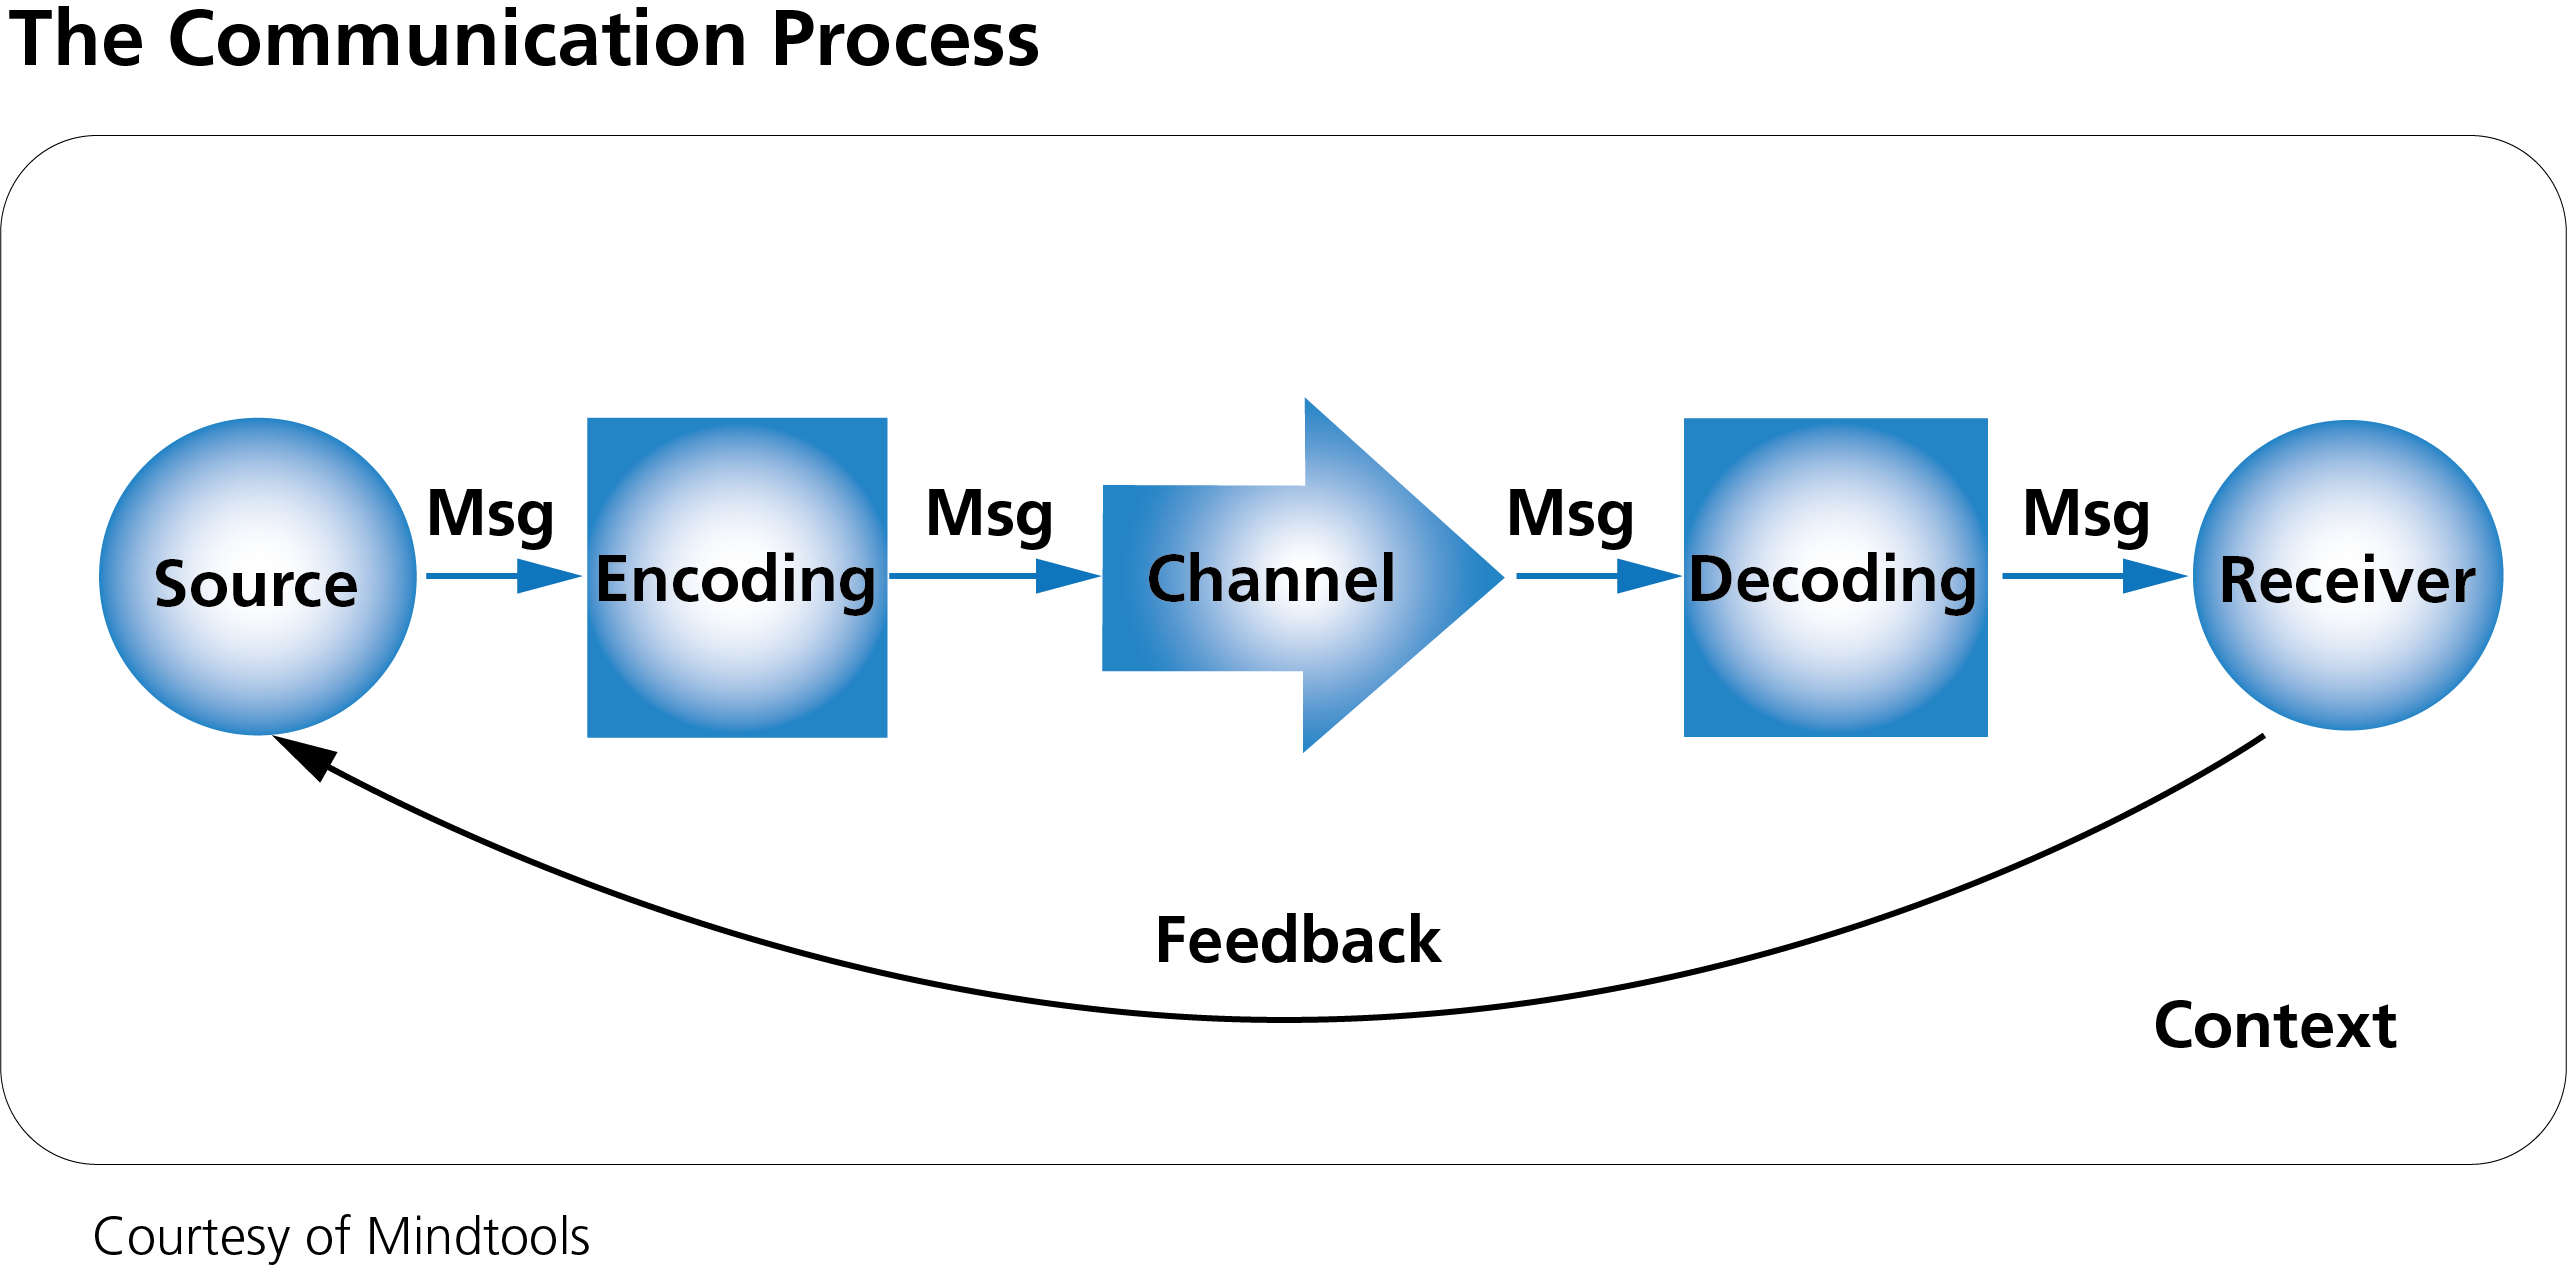 The Communication Process
Source
Msg
Encoding
Msg
Channel
Msg
Decoding
Msg
Receiver
Feedback
Context
Courtesy of Mindtools